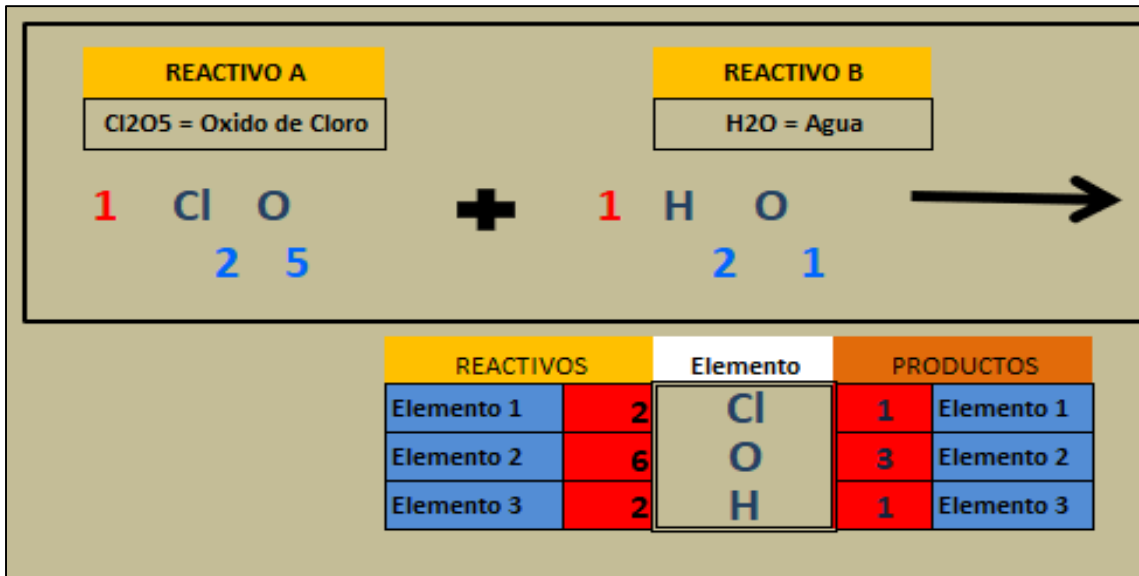 REACTIVO A REACTIVO B
Cl2O5 = Oxido de Cloro H2O = Agua
1 Cl O 1 H O
2 5 2 1
REACTIVOS Elemento PRODUCTOS
Elemento 1 2 Cl 1 Elemento 1
Elemento 2 6 O 3 Elemento 2
Elemento 3 2 H 1 Elemento 3